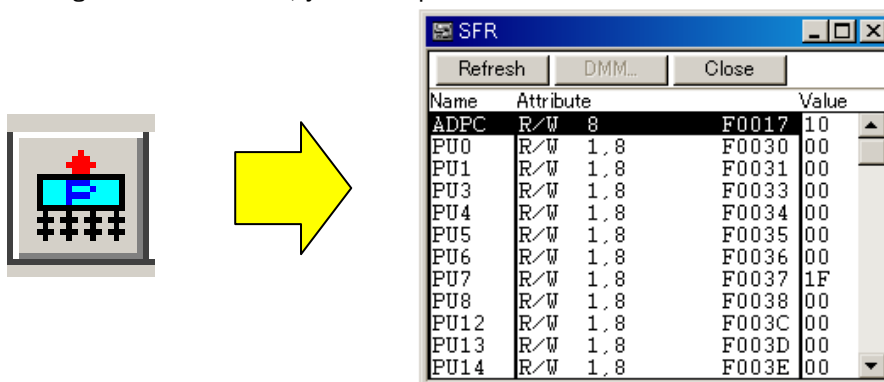 SFR
Refresh DMM... Close
Name Attribute Value
ADPC R/W 8 F0017 10
PU0 R/W 1,8 F0030 00
PU1 R/W 1,8 F0031 00
PU3 R/W 1,8 F0033 00
PU4 R/W 1,8 F0034 00
PU5 R/W 1,8 F0035 00
PU6 R/W 1,8 F0036 00
PU7 R/W 1,8 F0037 1F
PU8 R/W 1,8 F0038 00
PU12 R/W 1,8 F003C 00
PU13 R/W 1,8 F003D 00
PU14 R/W 1,8 F003E 00
P